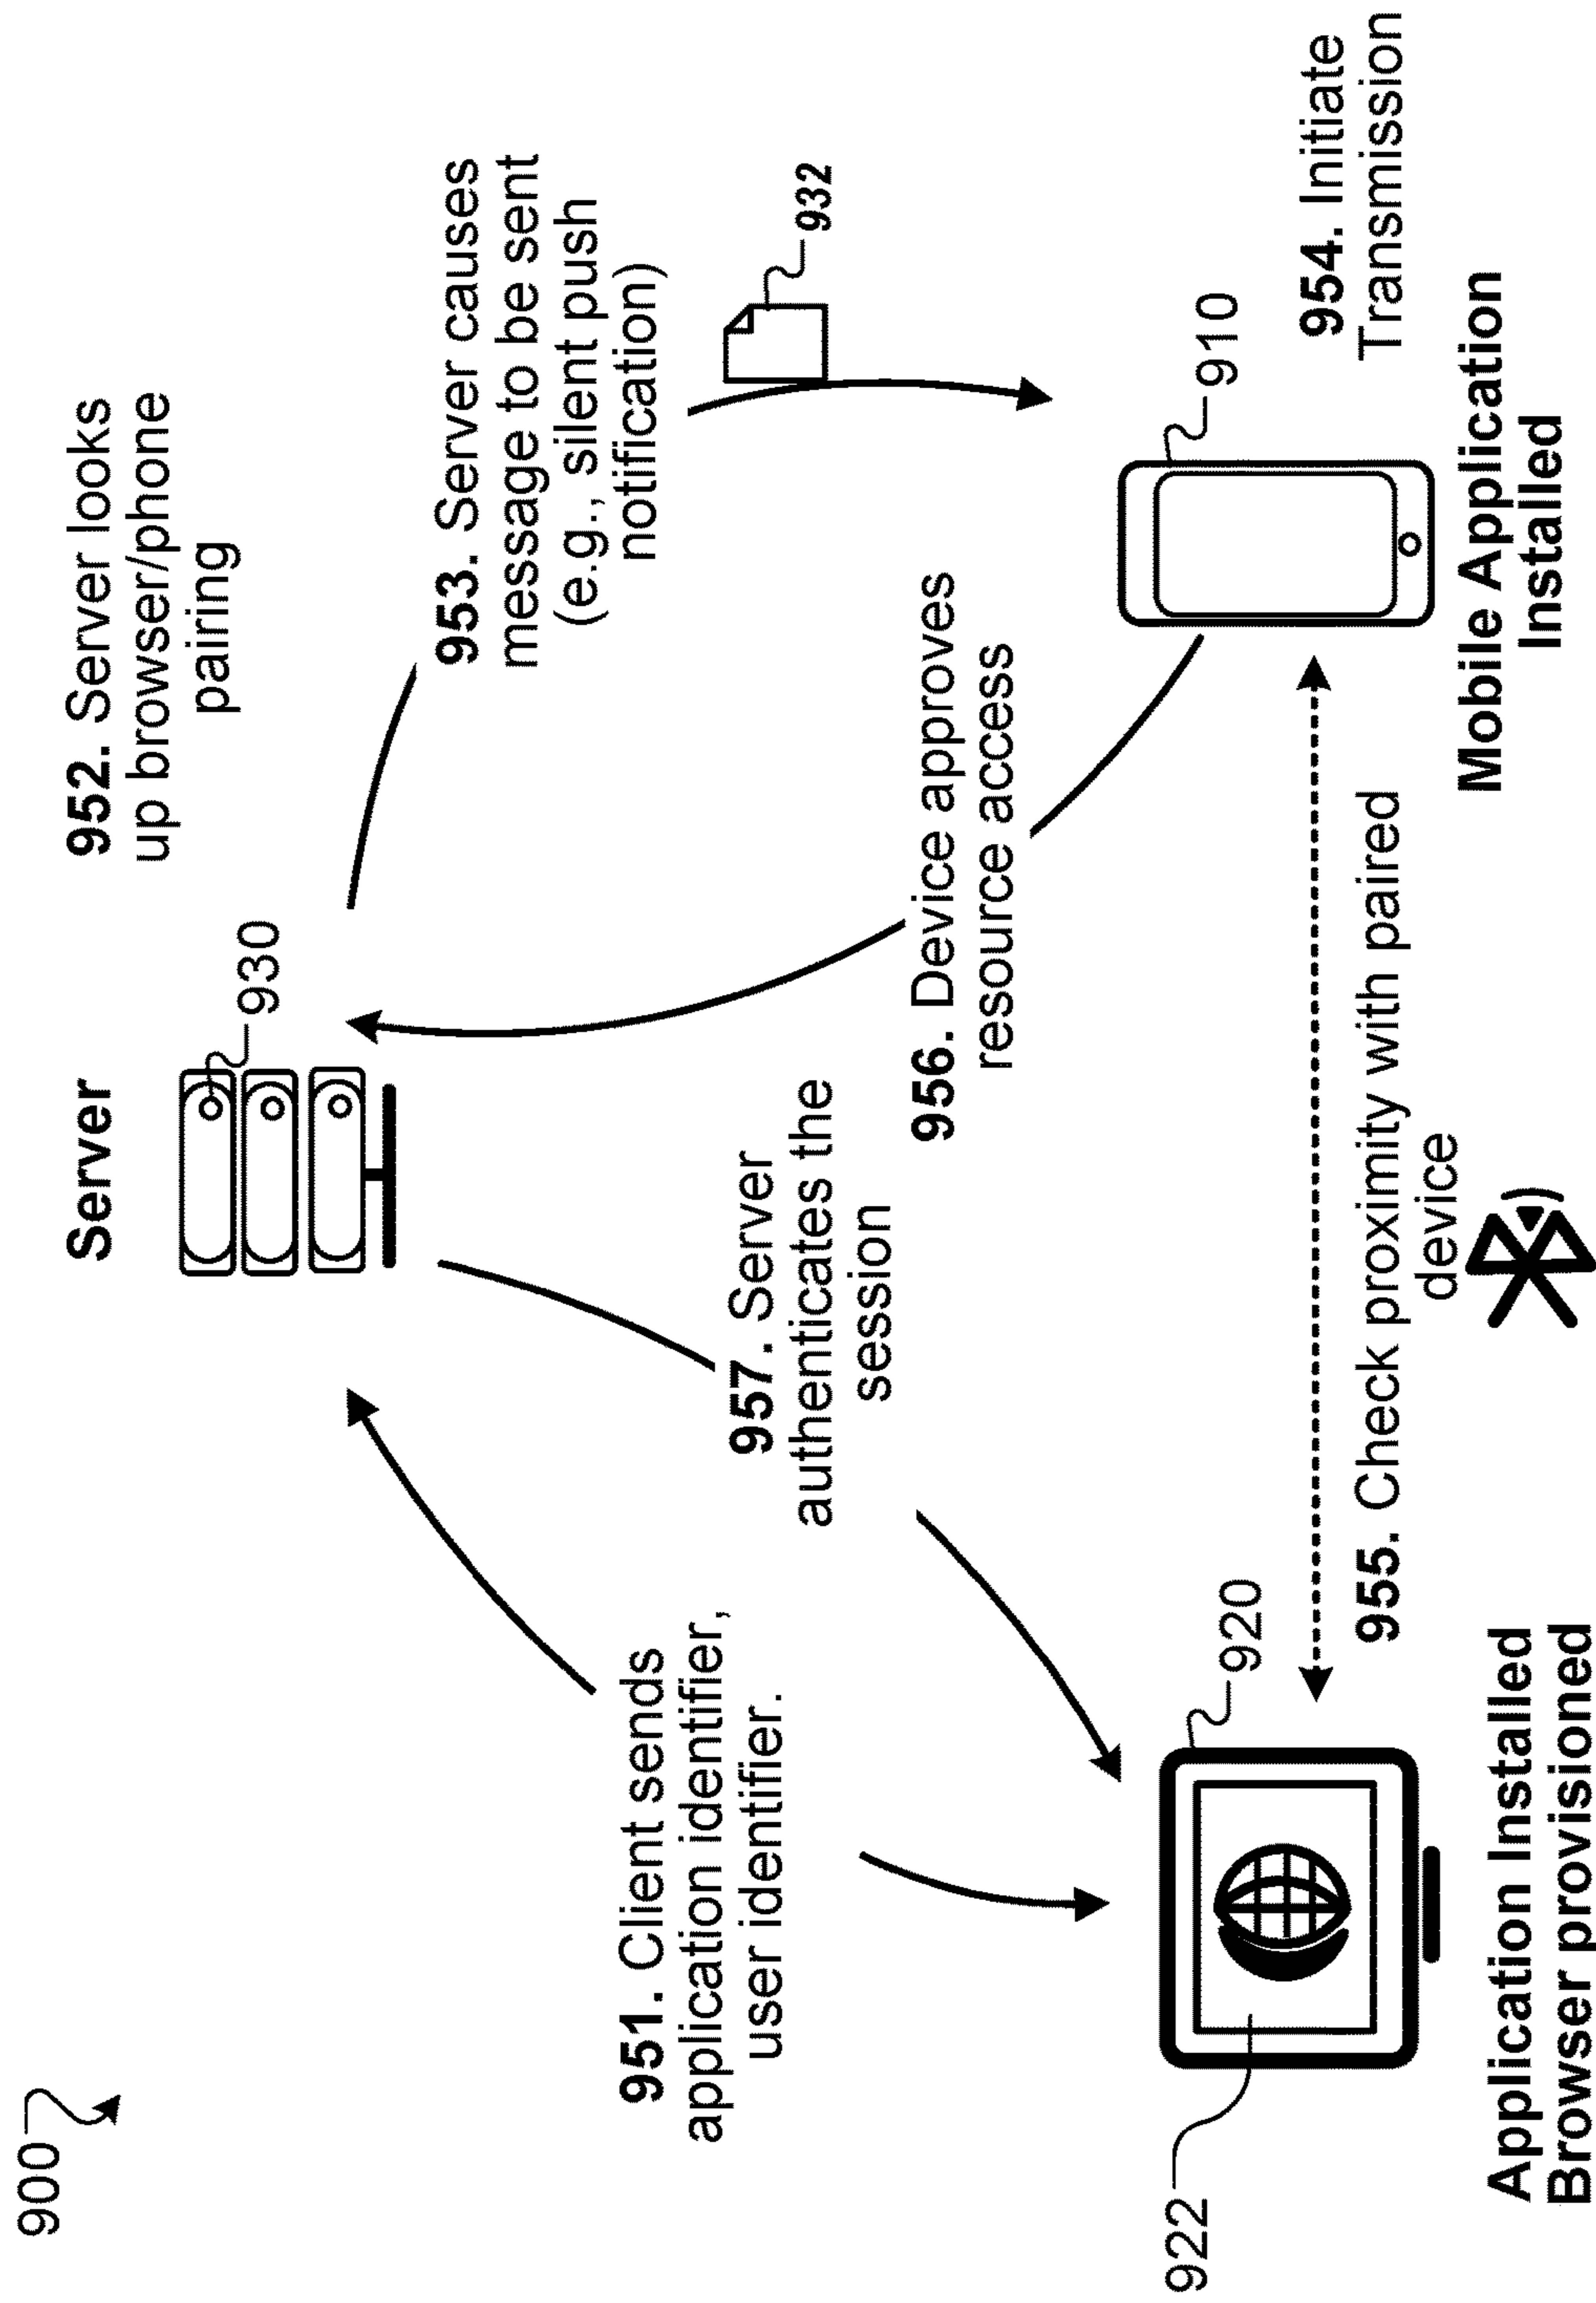 900
Server
930
952. Server looks
up browser/phone
pairing
953. Server causes
message to be sent
(e.g., silent push
notification)
932
951. Client sends
application identifier,
user identifier.
957. Server
authenticates the
session
956. Device approves
resource access
922
920
910
954. Initiate
Transmission
955. Check proximity with paired
device
Application Installed
Browser provisioned
Mobile Application
Installed